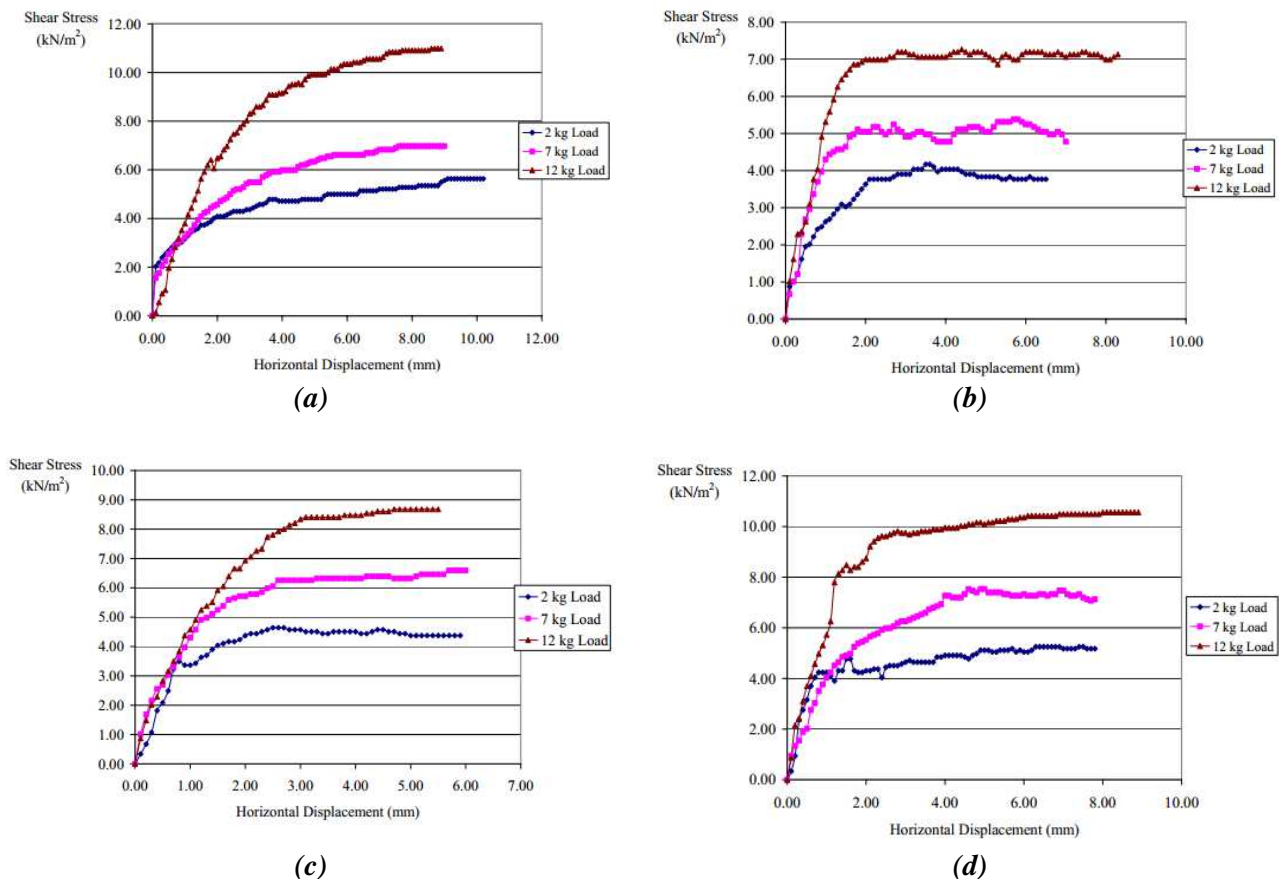 Shear Stress
(kN/m²)
12.00
10.00
8.00
6.00
4.00
2.00
0.00
0.00 2.00 4.00 6.00 8.00 10.00 12.00
Horizontal Displacement (mm)
2 kg Load
7 kg Load
12 kg Load
(a)
Shear Stress
(kN/m²)
8.00
7.00
6.00
5.00
4.00
3.00
2.00
1.00
0.00
0.00 2.00 4.00 6.00 8.00 10.00
Horizontal Displacement (mm)
2 kg Load
7 kg Load
12 kg Load
(b)
Shear Stress
(kN/m²)
10.00
9.00
8.00
7.00
6.00
5.00
4.00
3.00
2.00
1.00
0.00
0.00 1.00 2.00 3.00 4.00 5.00 6.00 7.00
Horizontal Displacement (mm)
2 kg Load
7 kg Load
12 kg Load
(c)
Shear Stress
(kN/m²)
12.00
10.00
8.00
6.00
4.00
2.00
0.00
0.00 2.00 4.00 6.00 8.00 10.00
Horizontal Displacement (mm)
2 kg Load
7 kg Load
12 kg Load
(d)